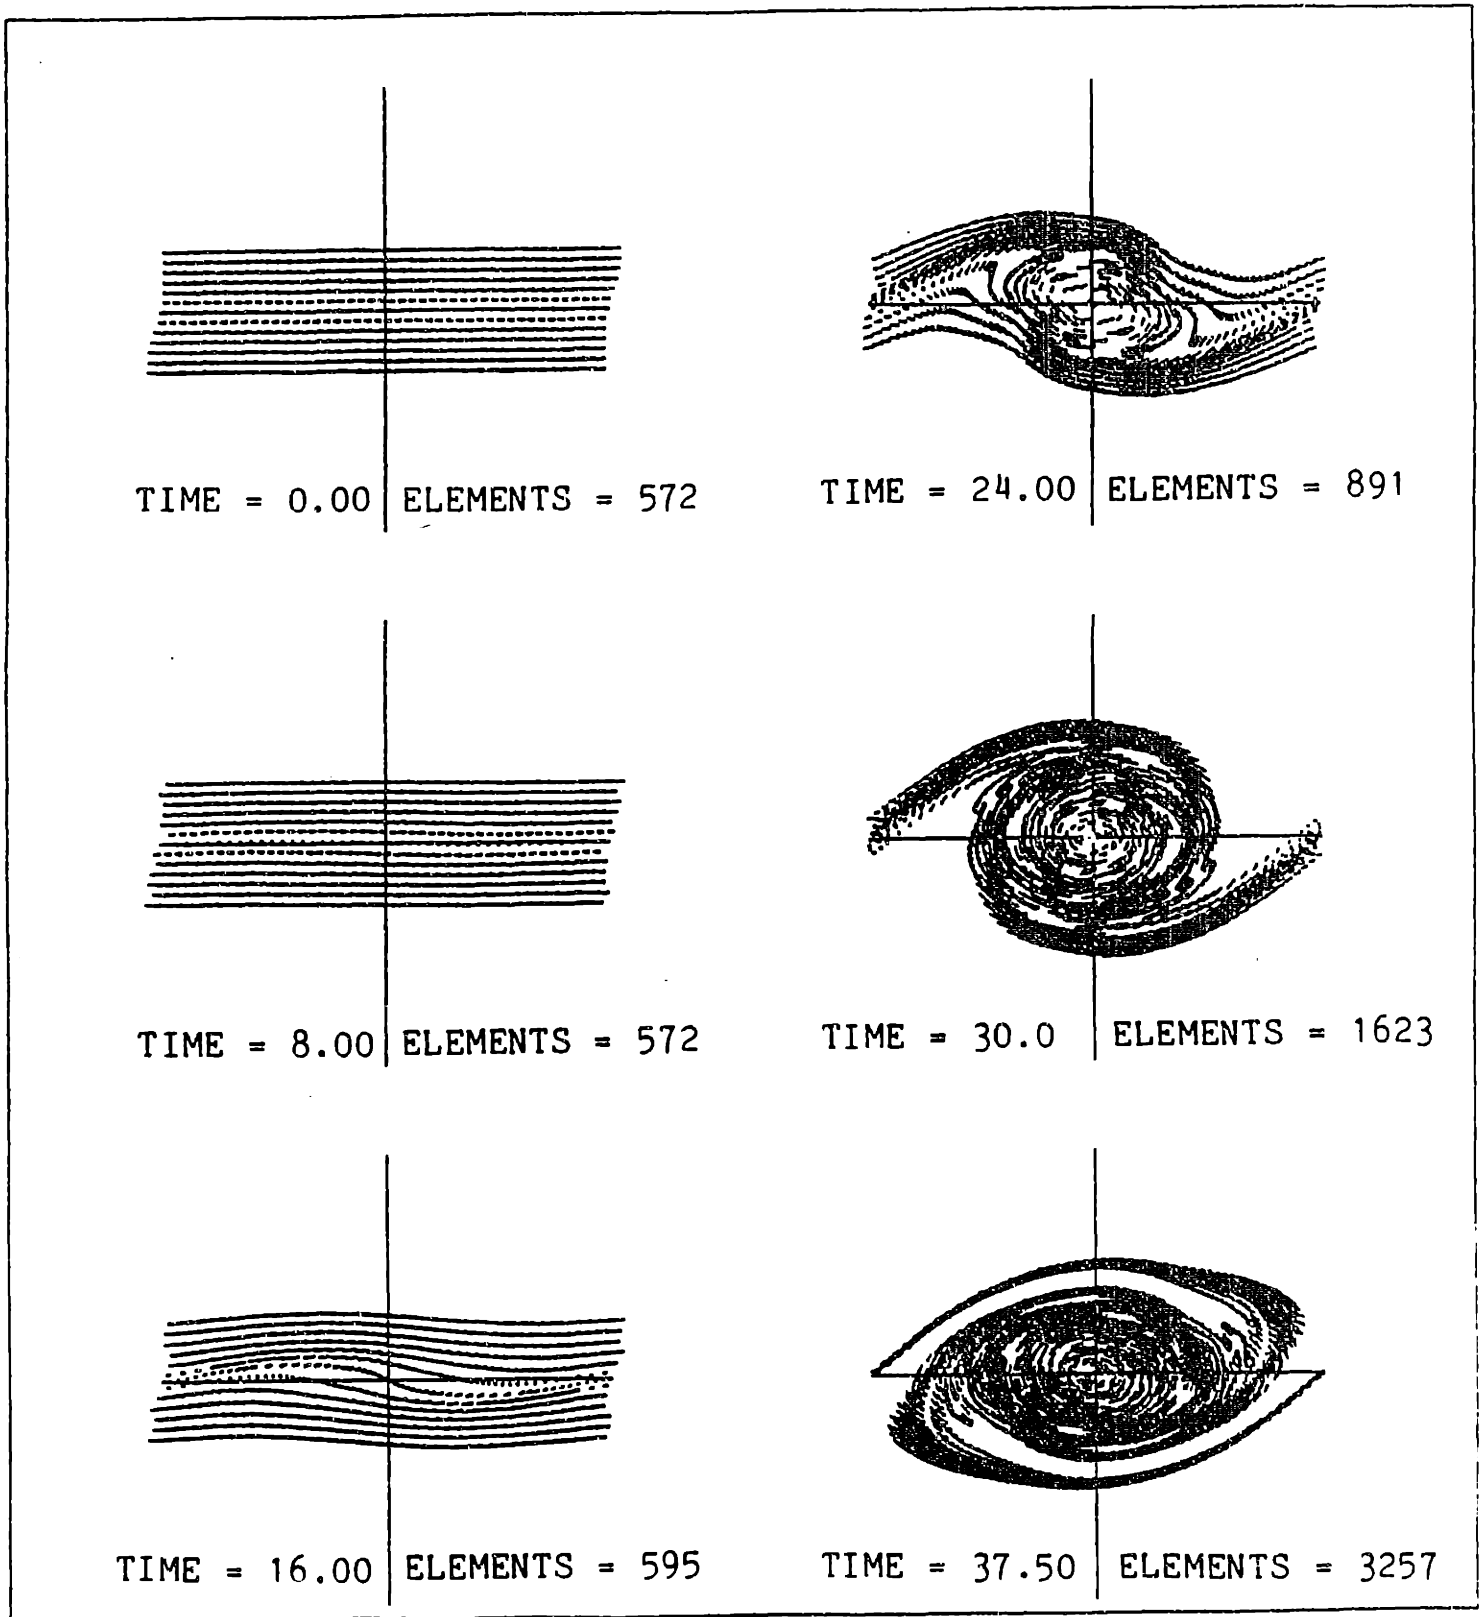 TIME = 0.00 ELEMENTS = 572
TIME = 24.00 ELEMENTS = 891
TIME = 8.00 ELEMENTS = 572
TIME = 30.0 ELEMENTS = 1623
TIME = 16.00 ELEMENTS = 595
TIME = 37.50 ELEMENTS = 3257